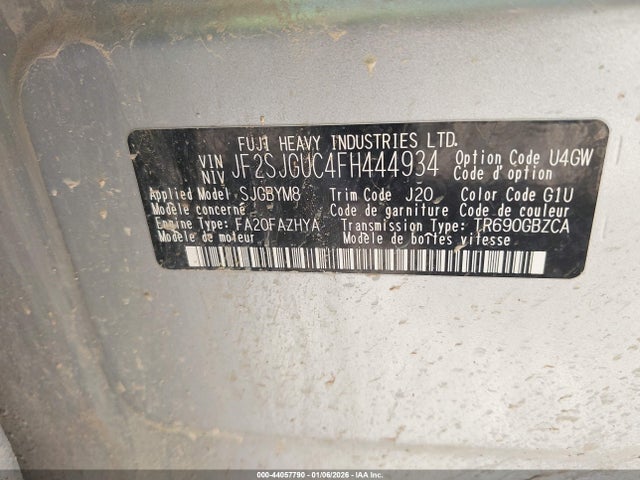 FUJI HEAVY INDUSTRIES LTD.
VIN NIV JF2SJGUC4FH444934 Option Code U4GW
Code d'option
Applied Model SJGBYM8 Trim Code J20 Color Code G1U
Modèle concerné Code de garniture Code de couleur
Engine Type: FA20FAZHYA Transmission Type: TR690GBZCA
Modèle de moteur Modèle de boîtes vitesse
000-44057790 - 01/06/2026 - IAA Inc.